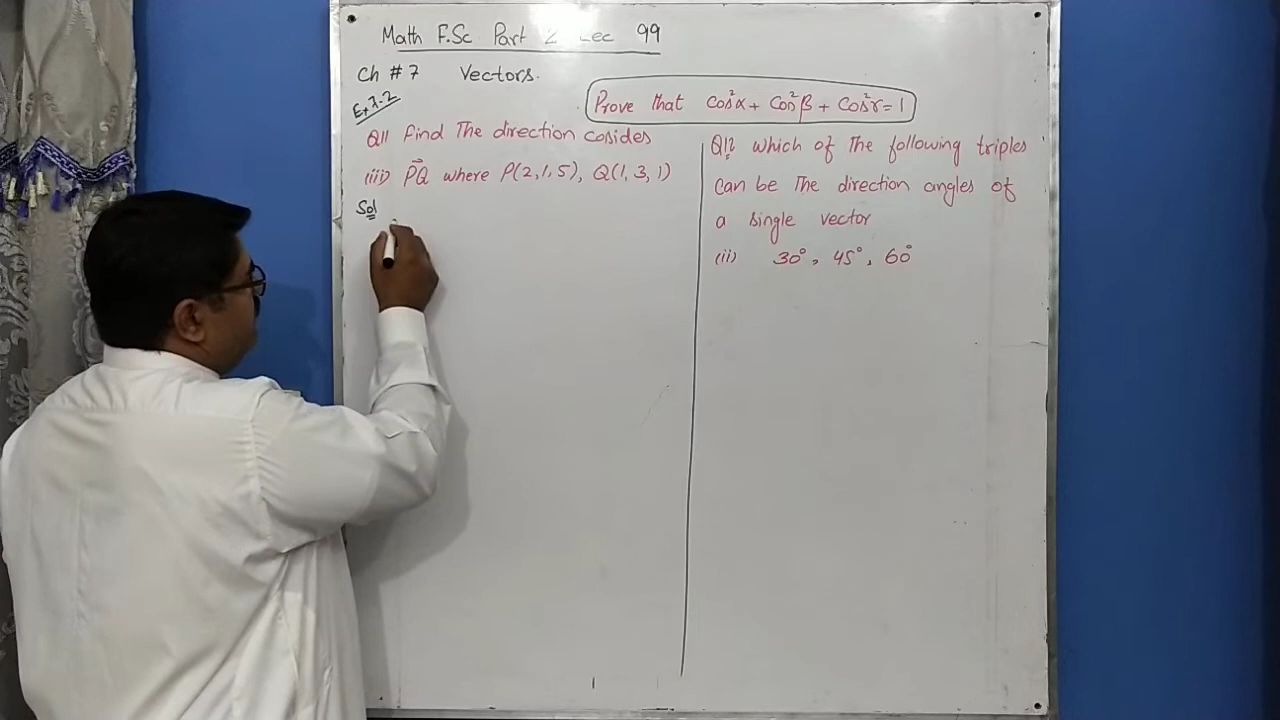 Math F.Sc Part 2 Lec 99
Ch # 7 Vectors.
Ex 7.2
Prove that Cos²α + Cos²β + Cos²γ = 1
Q11 Find The direction Cosides
(iii) P⃗Q where P(2,1,5), Q(1,3,1)
Sol
Q12 which of The following triples
can be The direction angles of
a single vector
(ii) 30°, 45°, 60°